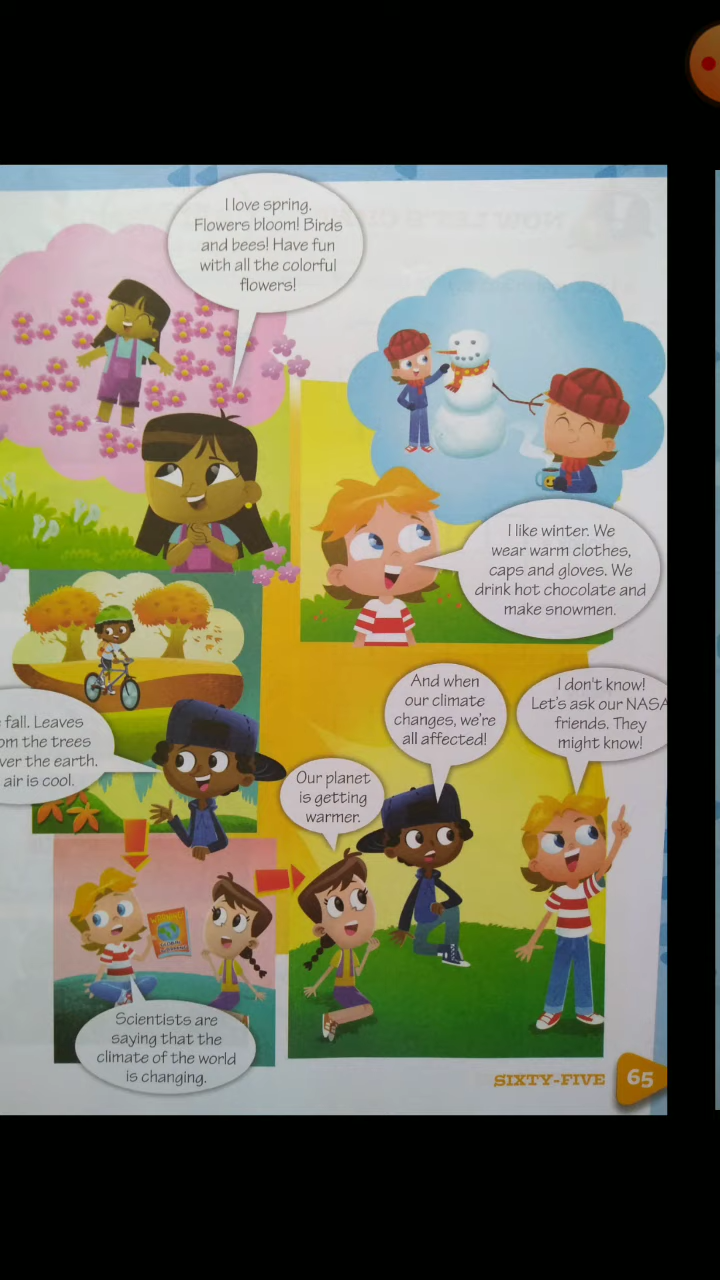 I love spring.
Flowers bloom! Birds
and bees! Have fun
with all the colorful
flowers!
I like winter. We
wear warm clothes,
caps and gloves. We
drink hot chocolate and
make snowmen.
fall. Leaves
om the trees
ver the earth.
air is cool.
Scientists are
saying that the
climate of the world
is changing.
Our planet
is getting
warmer.
And when
our climate
changes, we're
all affected!
I don't know!
Let's ask our NASA
friends. They
might know!
SIXTY-FIVE 65